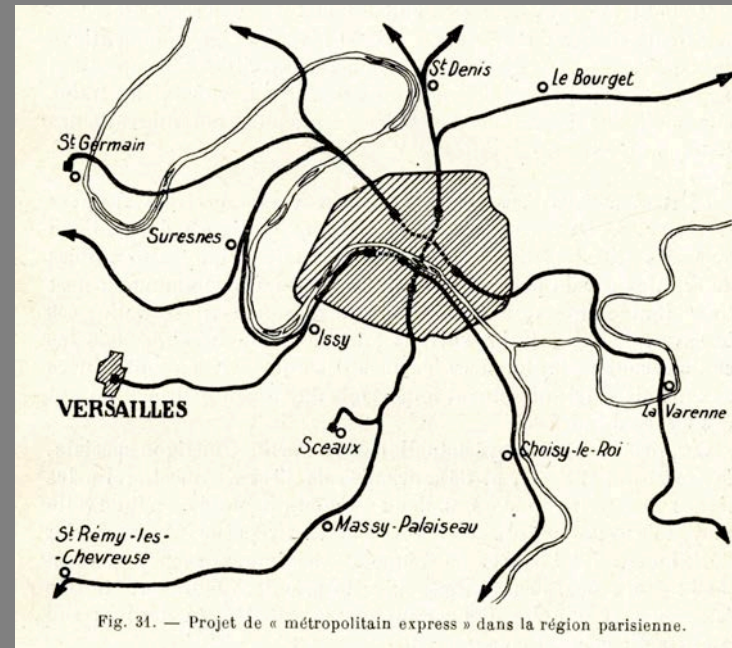 St Denis
le Bourget
St Germain
Suresnes
Issy
VERSAILLES
la Varenne
Sceaux
Choisy-le-Roi
Massy-Palaiseau
St Rémy-les-
-Chevreuse
Fig. 31. — Projet de « métropolitain express » dans la région parisienne.